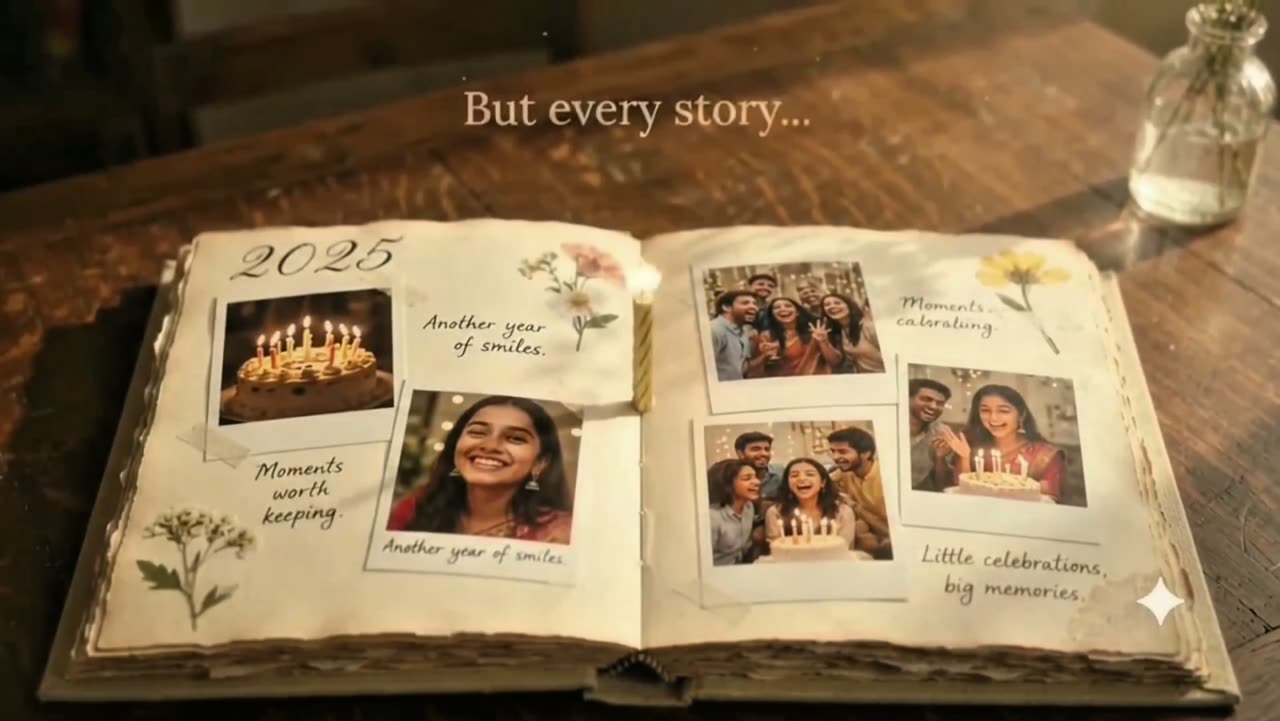 But every story...
2025
Another year
of smiles.
Moments
worth
keeping.
Another year of smiles.
Moments.
Little celebrations,
big memories.